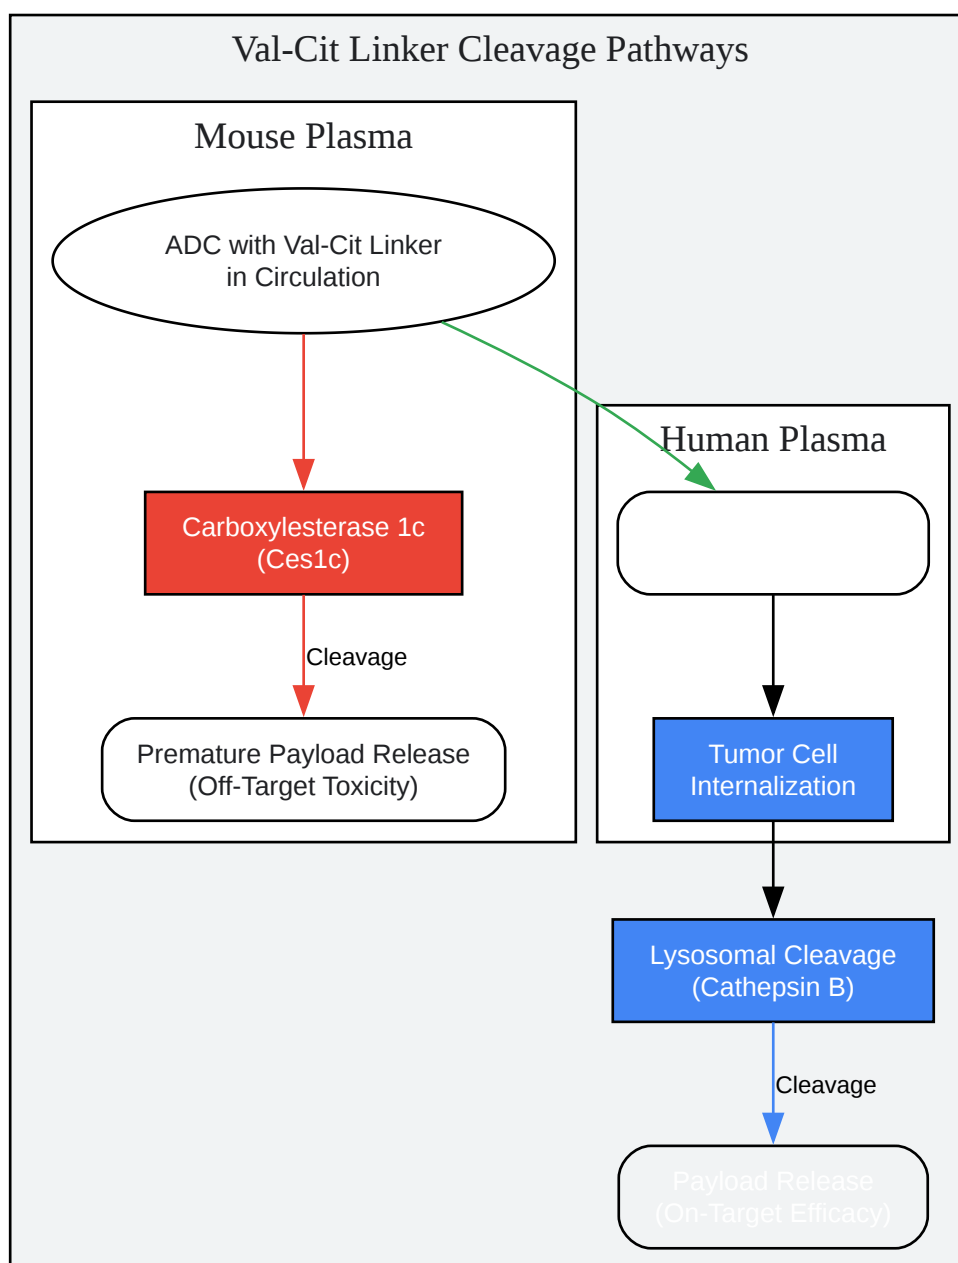 Val-Cit Linker Cleavage Pathways
Mouse Plasma
ADC with Val-Cit Linker
in Circulation
Human Plasma
Carboxylesterase 1c
(Ces1c)
Cleavage
Premature Payload Release
(Off-Target Toxicity)
Tumor Cell
Internalization
Lysosomal Cleavage
(Cathepsin B)
Cleavage
Payload Release
(On-Target Efficacy)